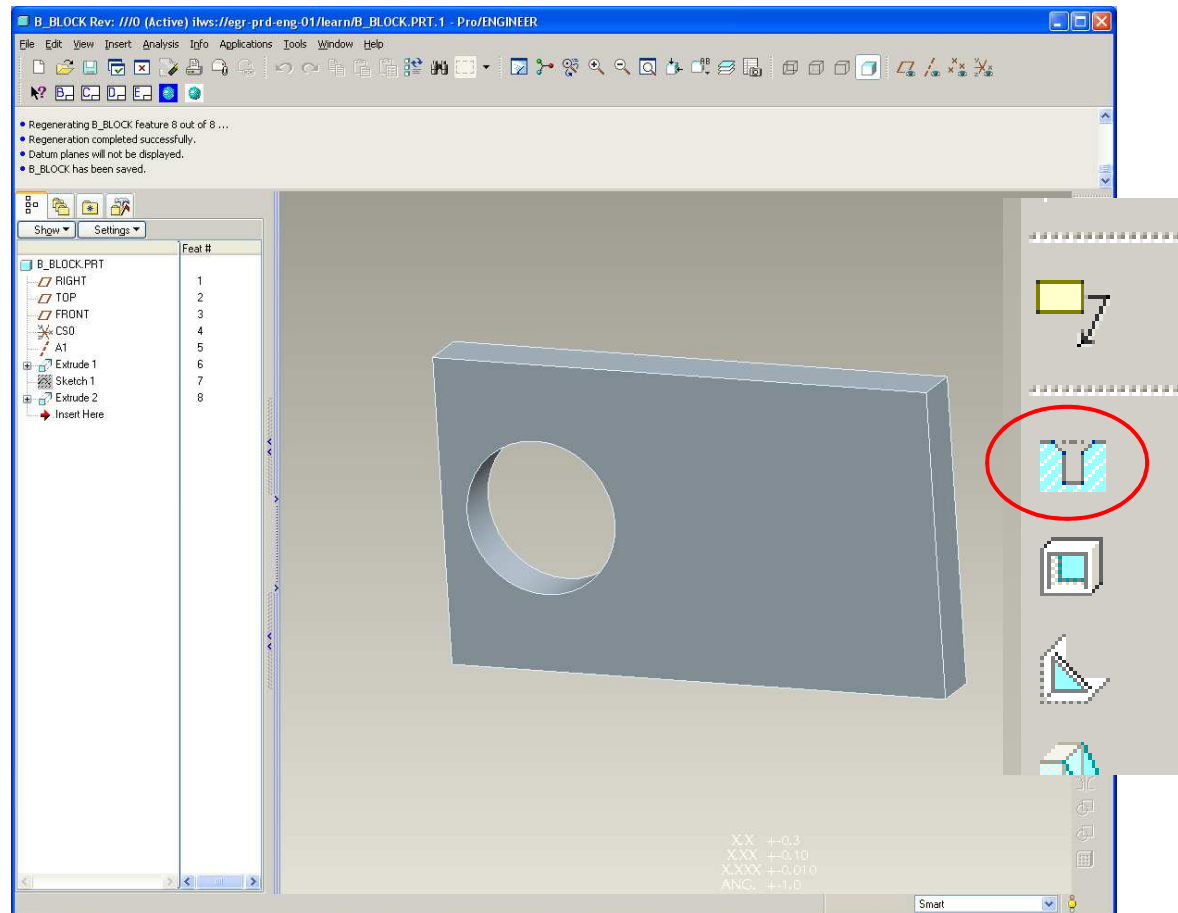 B_BLOCK Rev: ///0 (Active) ilws://egr-prd-eng-01/learn/B_BLOCK.PRT.1 - Pro/ENGINEER
File Edit View Insert Analysis Info Applications Tools Window Help
• Regenerating B_BLOCK feature 8 out of 8 ...
• Regeneration completed successfully.
• Datum planes will not be displayed.
• B_BLOCK has been saved.
Show Settings
Feat #
B_BLOCK.PRT
RIGHT 1
TOP 2
FRONT 3
CS0 4
A1 5
Extrude 1 6
Sketch 1 7
Extrude 2 8
Insert Here
X.X +-0.3
X.XX +-0.10
X.XXX +-0.010
ANG. +-1.0
Smart